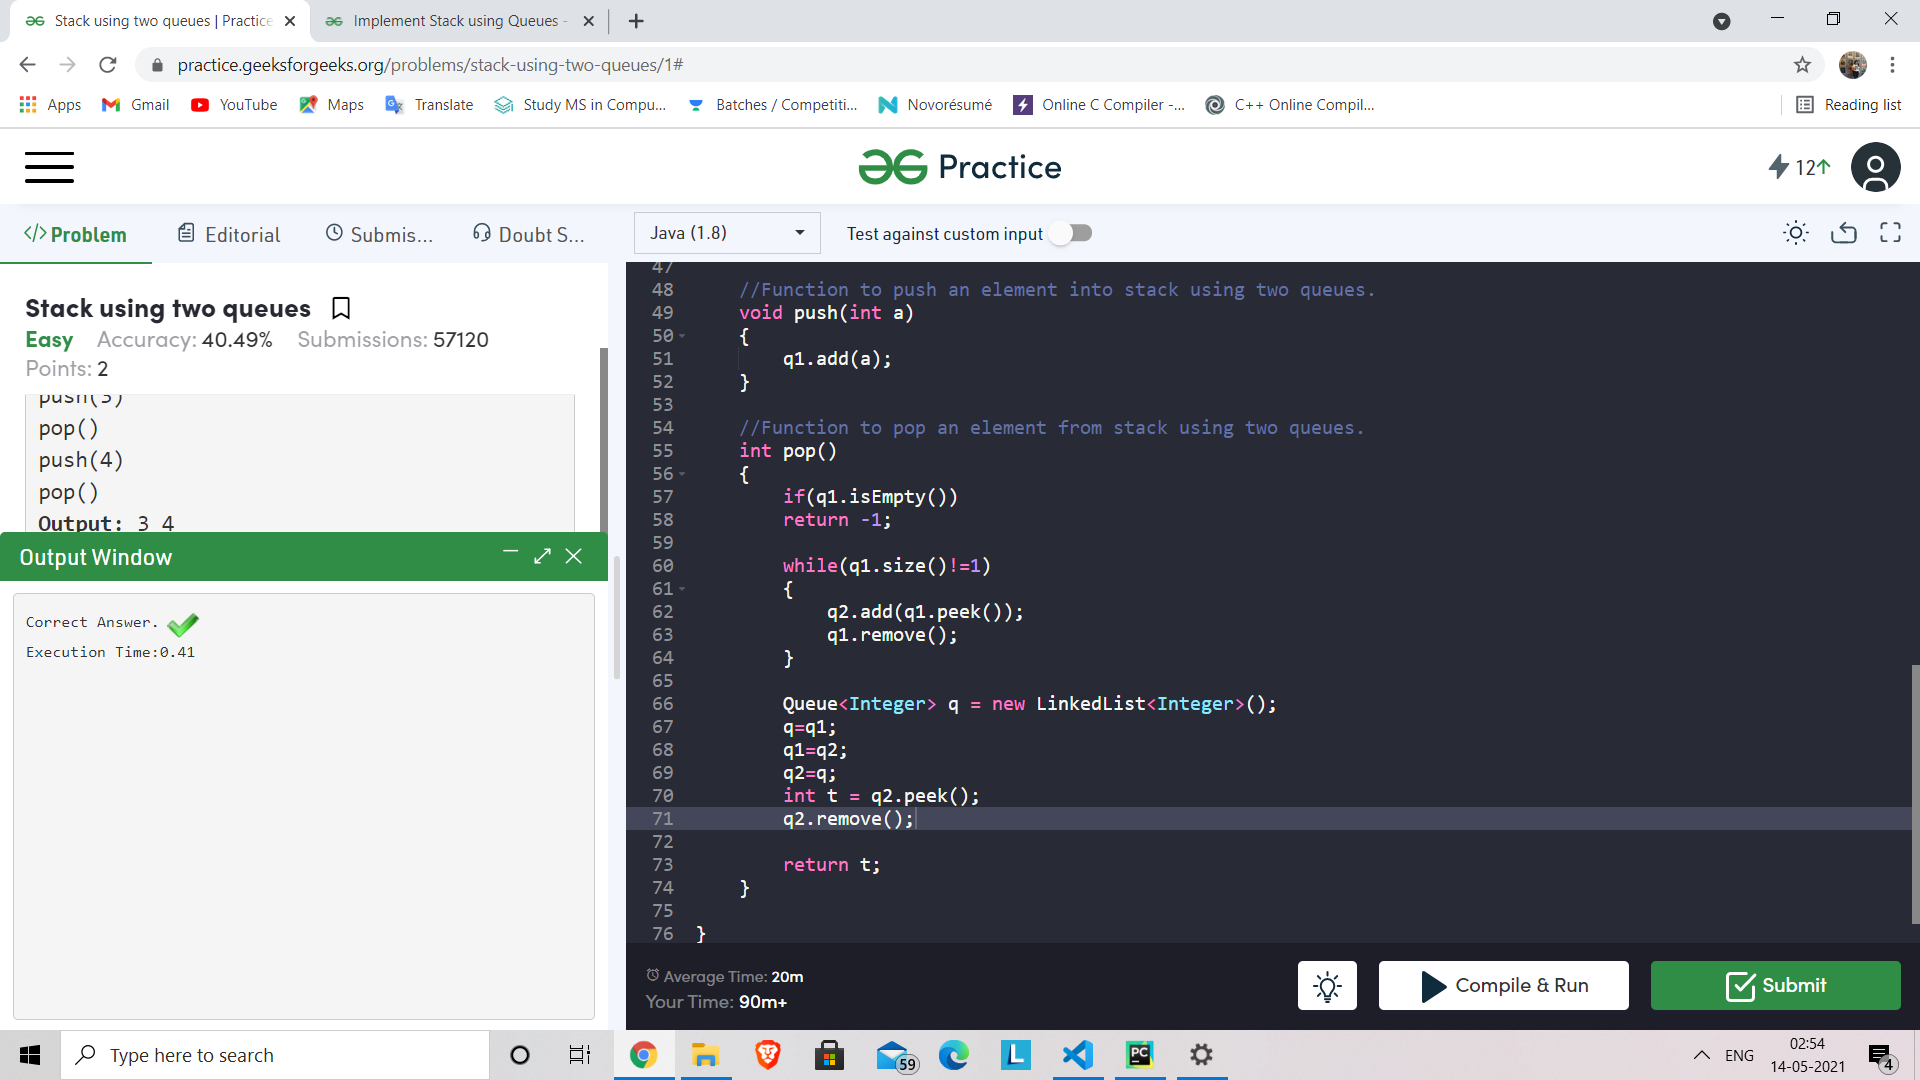 Stack using two queues | Practice
Implement Stack using Queues -
practice.geeksforgeeks.org/problems/stack-using-two-queues/1#
Apps
Gmail
YouTube
Maps
Translate
Study MS in Compu...
Batches / Competiti...
Novorésumé
Online C Compiler -...
C++ Online Compil...
Reading list
Practice
12
</>Problem
Editorial
Submis...
Doubt S...
Java (1.8)
Test against custom input
Stack using two queues
Easy Accuracy: 40.49% Submissions: 57120
Points: 2
push(3)
pop()
push(4)
pop()
Output: 3 4
Output Window
Correct Answer.
Execution Time:0.41
47
48 //Function to push an element into stack using two queues.
49 void push(int a)
50 {
51 q1.add(a);
52 }
53
54 //Function to pop an element from stack using two queues.
55 int pop()
56 {
57 if(q1.isEmpty())
58 return -1;
59
60 while(q1.size()!=1)
61 {
62 q2.add(q1.peek());
63 q1.remove();
64 }
65
66 Queue<Integer> q = new LinkedList<Integer>();
67 q=q1;
68 q1=q2;
69 q2=q;
70 int t = q2.peek();
71 q2.remove();
72
73 return t;
74 }
75
76 }
Average Time: 20m
Your Time: 90m+
Compile & Run
Submit
Type here to search
59
L
PC
ENG
02:54
14-05-2021
4